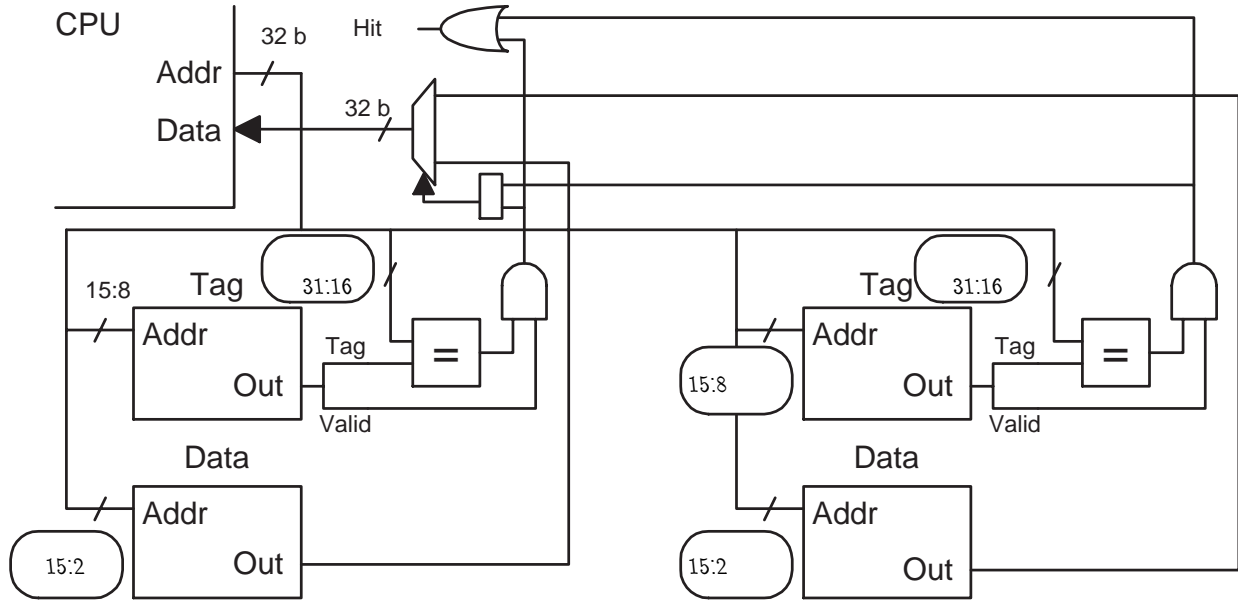 CPU
Hit
32 b
Addr
32 b
Data
Tag
31:16
Tag
31:16
15:8
Addr
=
Tag
Out
Valid
Addr
=
Tag
15:8
Out
Valid
Data
Data
Addr
Out
15:2
Addr
Out
15:2